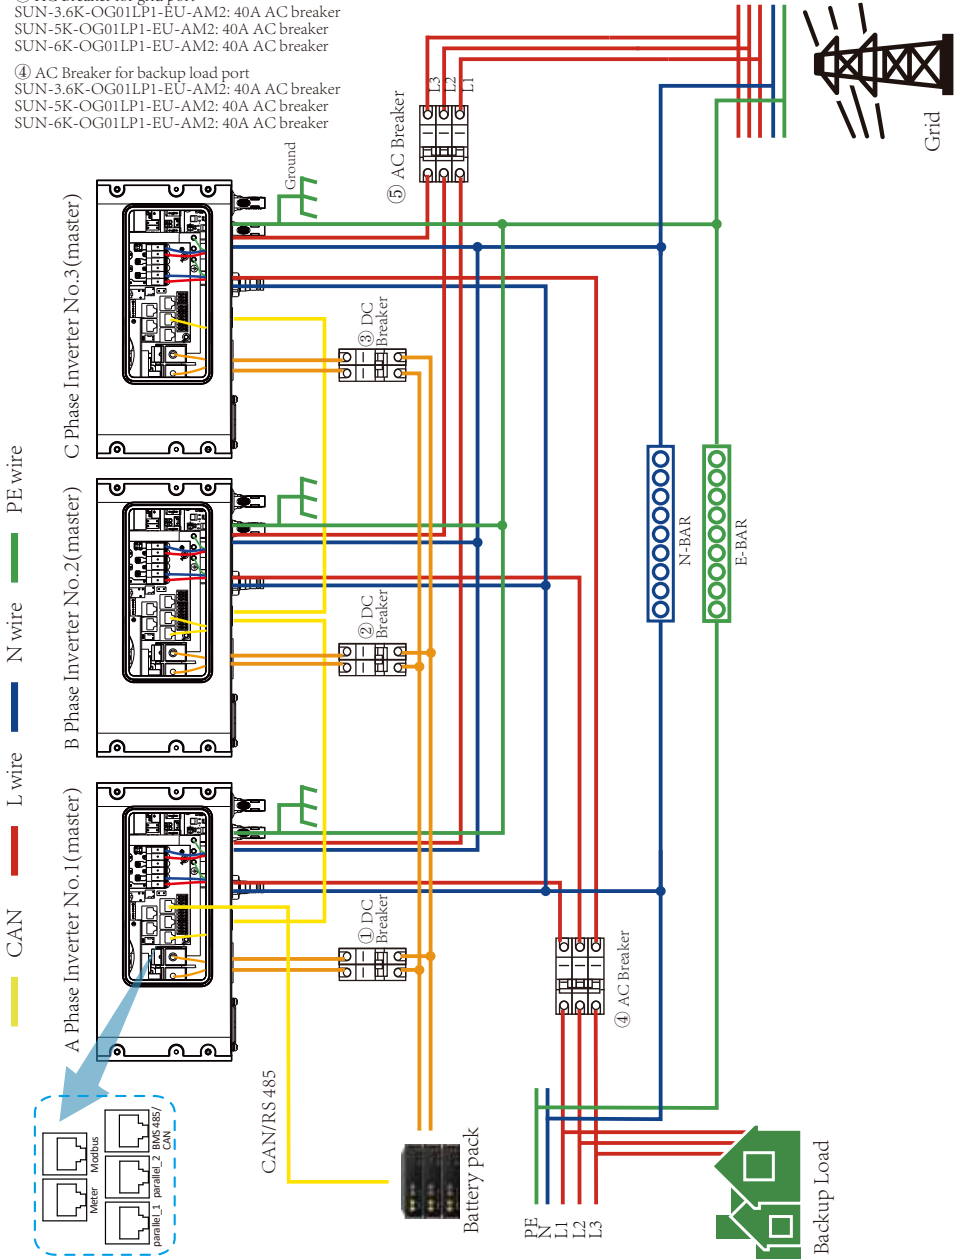 SUN-3.6K-OG01LP1-EU-AM2: 40A AC breaker
SUN-5K-OG01LP1-EU-AM2: 40A AC breaker
SUN-6K-OG01LP1-EU-AM2: 40A AC breaker
④ AC Breaker for backup load port
SUN-3.6K-OG01LP1-EU-AM2: 40A AC breaker
SUN-5K-OG01LP1-EU-AM2: 40A AC breaker
SUN-6K-OG01LP1-EU-AM2: 40A AC breaker
CAN
L wire
N wire
PE wire
A Phase Inverter No.1(master)
B Phase Inverter No.2(master)
C Phase Inverter No.3(master)
Ground
⑤ AC Breaker
L3
L2
L1
Grid
① DC
Breaker
② DC
Breaker
③ DC
Breaker
④ AC Breaker
N-BAR
E-BAR
Meter
Modbus
parallel_1
parallel_2
BMS 485/
CAN
CAN/RS 485
Battery pack
PE
N
L1
L2
L3
Backup Load